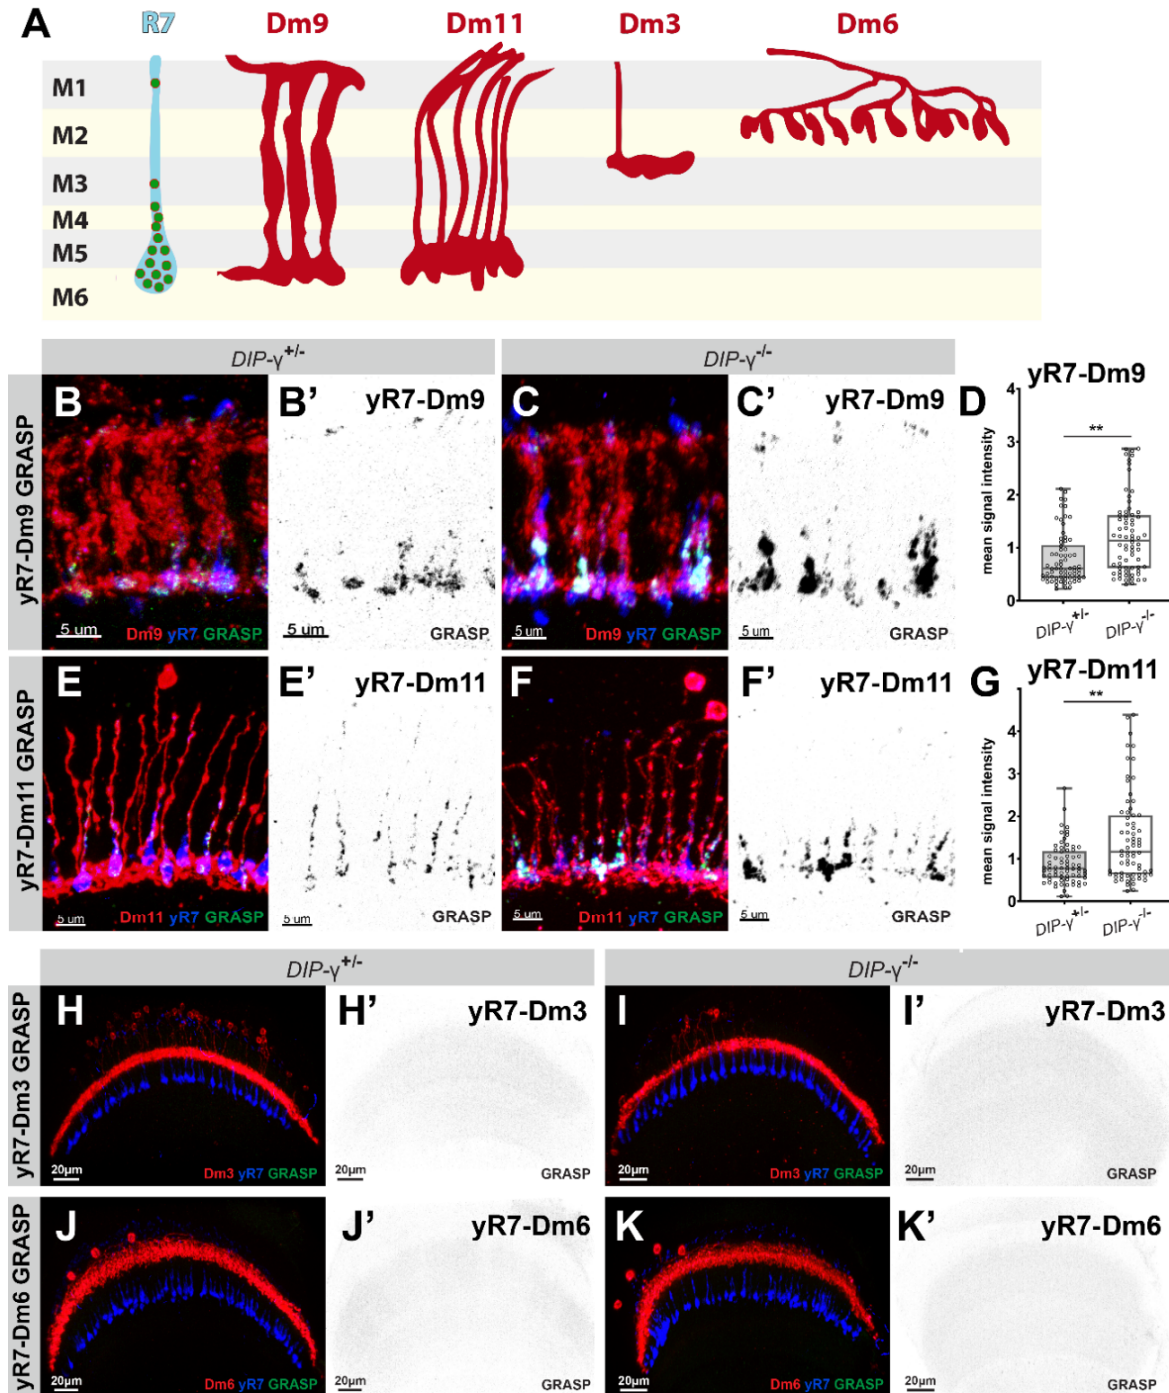 A
R7 Dm9 Dm11 Dm3 Dm6
M1
M2
M3
M4
M5
M6
DIP-γ+/-
DIP-γ-/-
yR7-Dm9 GRASP
B
5 um
Dm9 yR7 GRASP
B’ yR7-Dm9
GRASP
C
5 um
Dm9 yR7 GRASP
C’ yR7-Dm9
GRASP
D
yR7-Dm9
mean signal intensity
4
3
2
1
0
**
DIP-γ+/-
DIP-γ-/-
yR7-Dm11 GRASP
E
5 um
Dm11 yR7 GRASP
E’ yR7-Dm11
5 um
GRASP
F
5 um
Dm11 yR7 GRASP
F’ yR7-Dm11
5 um
GRASP
G
yR7-Dm11
mean signal intensity
4
3
2
1
0
**
DIP-γ+/-
DIP-γ-/-
DIP-γ+/-
DIP-γ-/-
yR7-Dm3 GRASP
H
20µm
Dm3 yR7 GRASP
H’ yR7-Dm3
20µm
GRASP
I
20µm
Dm3 yR7 GRASP
I’ yR7-Dm3
20µm
GRASP
yR7-Dm6 GRASP
J
20µm
Dm6 yR7 GRASP
J’ yR7-Dm6
20µm
GRASP
K
20µm
Dm6 yR7 GRASP
K’ yR7-Dm6
20µm
GRASP